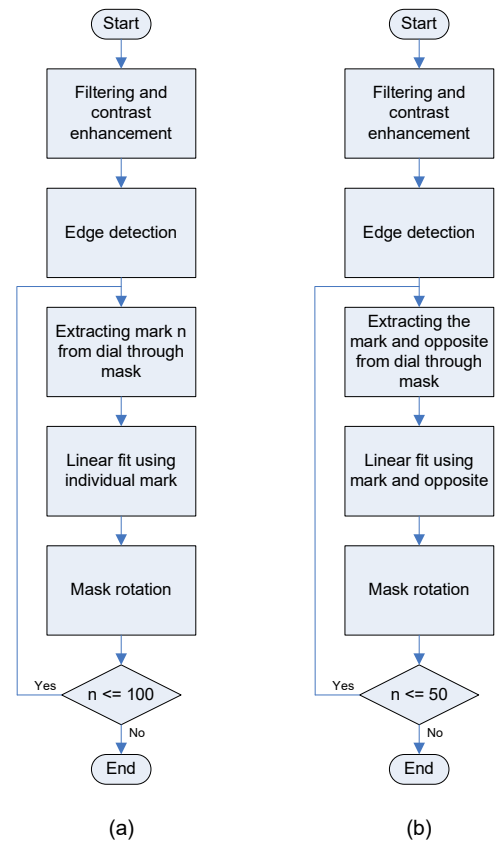 Start
Filtering and
contrast
enhancement
Edge detection
Extracting mark n
from dial through
mask
Linear fit using
individual mark
Mask rotation
n <= 100
Yes
No
End
(a)
Start
Filtering and
contrast
enhancement
Edge detection
Extracting the
mark and opposite
from dial through
mask
Linear fit using
mark and opposite
Mask rotation
n <= 50
Yes
No
End
(b)